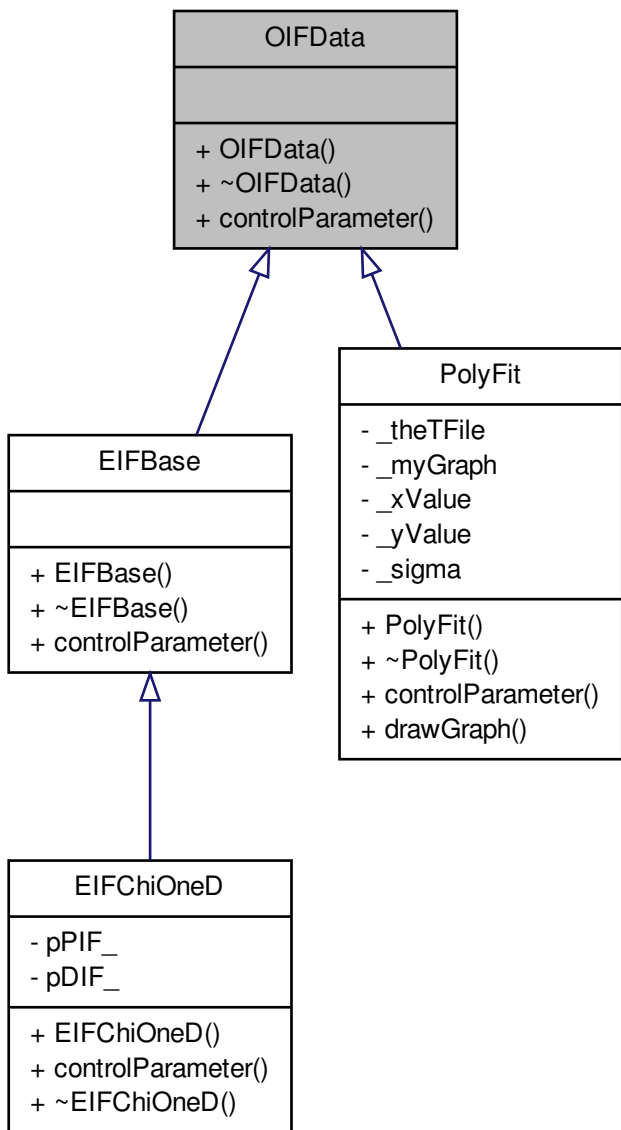 OIFData
+ OIFData()
+ ~OIFData()
+ controlParameter()
EIFBase
+ EIFBase()
+ ~EIFBase()
+ controlParameter()
PolyFit
- _theTFile
- _myGraph
- _xValue
- _yValue
- _sigma
+ PolyFit()
+ ~PolyFit()
+ controlParameter()
+ drawGraph()
EIFChiOneD
- pPIF_
- pDIF_
+ EIFChiOneD()
+ controlParameter()
+ ~EIFChiOneD()